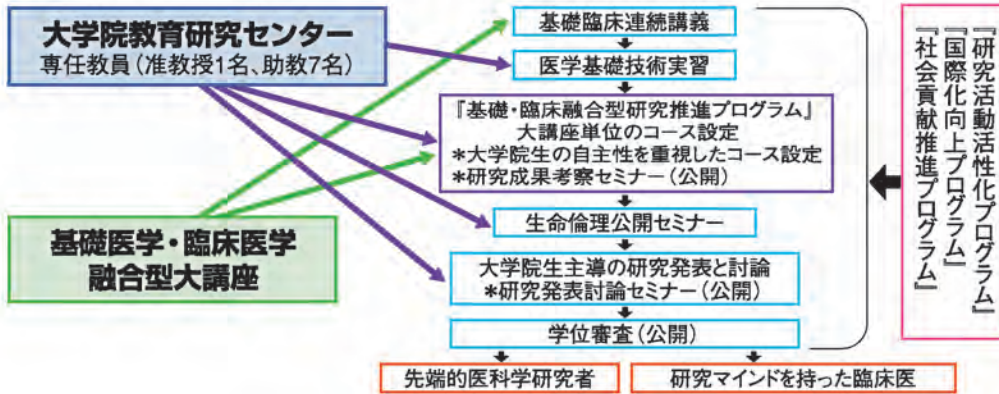 大学院教育研究センター
専任教員(准教授1名、助教7名)
基礎医学・臨床医学
融合型大講座
基礎臨床連続講義
医学基礎技術実習
『基礎・臨床融合型研究推進プログラム』
大講座単位のコース設定
*大学院生の自主性を重視したコース設定
*研究成果考察セミナー(公開)
生命倫理公開セミナー
大学院生主導の研究発表と討論
*研究発表討論セミナー(公開)
学位審査(公開)
先端的医科学研究者
研究マインドを持った臨床医
『研究活動活性化プログラム』
『国際化向上プログラム』
『社会貢献推進プログラム』